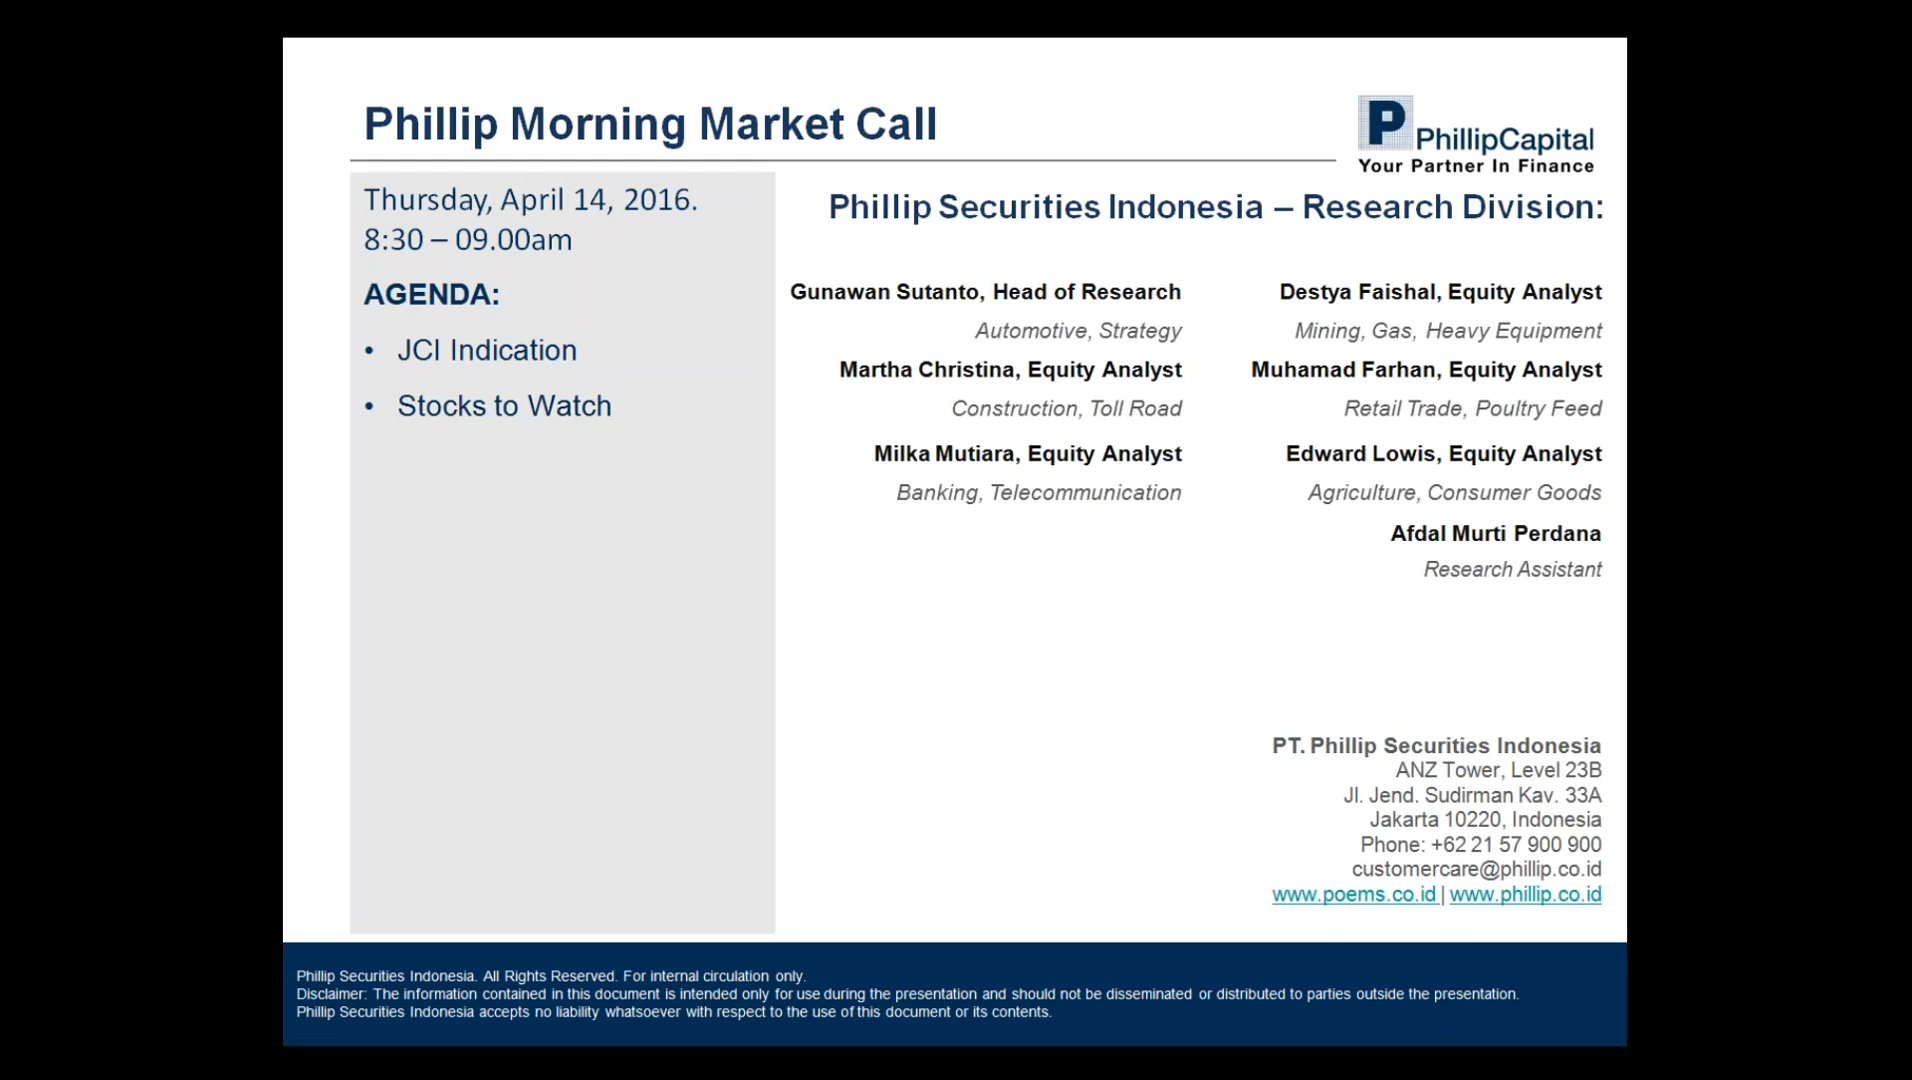 Phillip Morning Market Call
P PhillipCapital
Your Partner In Finance
Thursday, April 14, 2016.
8:30 – 09.00am
AGENDA:
• JCI Indication
• Stocks to Watch
Phillip Securities Indonesia – Research Division:
Gunawan Sutanto, Head of Research
Automotive, Strategy
Martha Christina, Equity Analyst
Construction, Toll Road
Milka Mutiara, Equity Analyst
Banking, Telecommunication
Destya Faishal, Equity Analyst
Mining, Gas, Heavy Equipment
Muhamad Farhan, Equity Analyst
Retail Trade, Poultry Feed
Edward Lowis, Equity Analyst
Agriculture, Consumer Goods
Afdal Murti Perdana
Research Assistant
PT. Phillip Securities Indonesia
ANZ Tower, Level 23B
Jl. Jend. Sudirman Kav. 33A
Jakarta 10220, Indonesia
Phone: +62 21 57 900 900
customercare@phillip.co.id
www.poems.co.id | www.phillip.co.id
Phillip Securities Indonesia. All Rights Reserved. For internal circulation only.
Disclaimer: The information contained in this document is intended only for use during the presentation and should not be disseminated or distributed to parties outside the presentation.
Phillip Securities Indonesia accepts no liability whatsoever with respect to the use of this document or its contents.